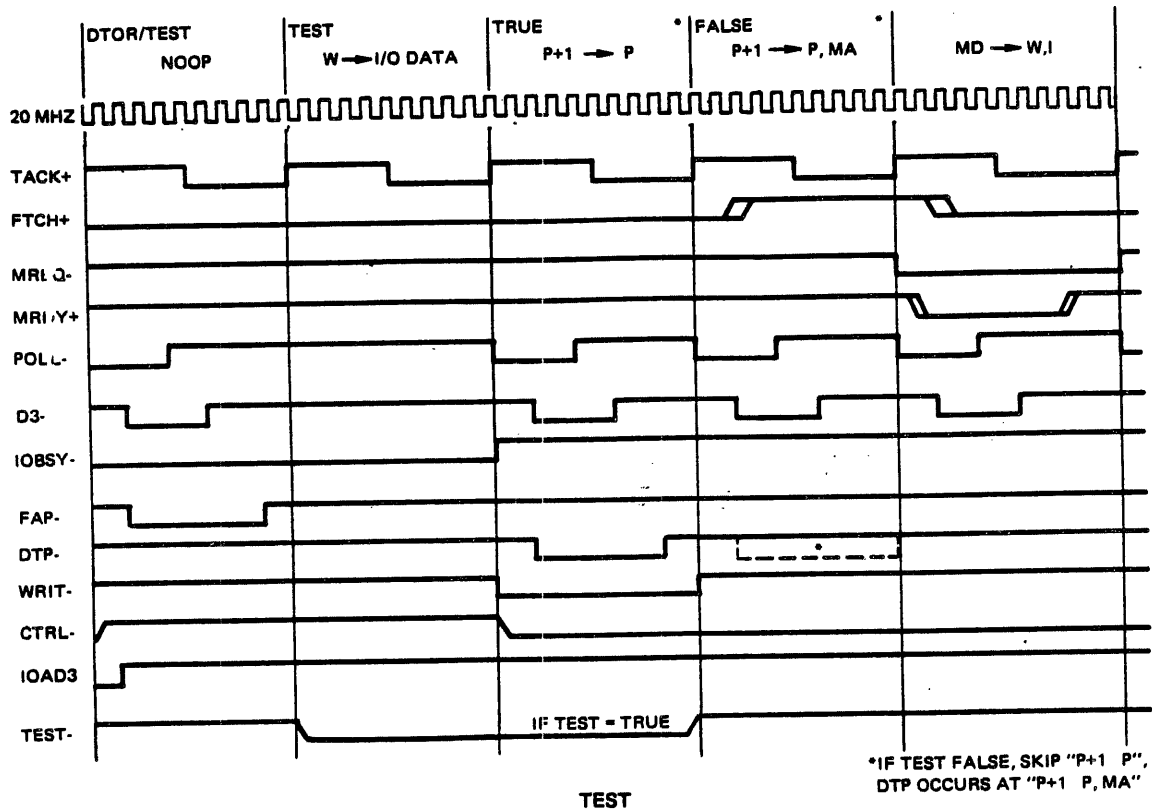 DTOR/TEST
NOOP
TEST
W→I/O DATA
TRUE *
P+1 → P
FALSE *
P+1 → P, MA
MD → W,I
20 MHZ
TACK+
FTCH+
MREQ-
MRDY+
POLL-
D3-
IOBSY-
FAP-
DTP- *
WRIT-
CTRL-
IOAD3
TEST- IF TEST = TRUE
*IF TEST FALSE, SKIP "P+1 P",
DTP OCCURS AT "P+1 P, MA"
TEST